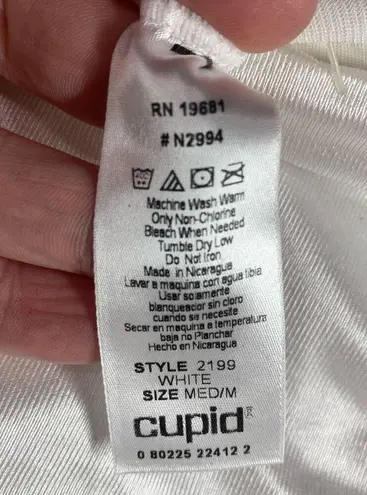 RN 19681
# N2994
Machine Wash Warm
Only Non-Chlorine
Bleach When Needed
Tumble Dry Low
Do Not Iron
Made in Nicaragua
Lavar a maquina con agua tibia
Usar solamente
blanqueador sin cloro
cuando se necesite
Secar en maquina a temperatura
baja no Planchar
Hecho en Nicaragua
STYLE 2199
WHITE
SIZE MED/M
cupid
0 80225 22412 2